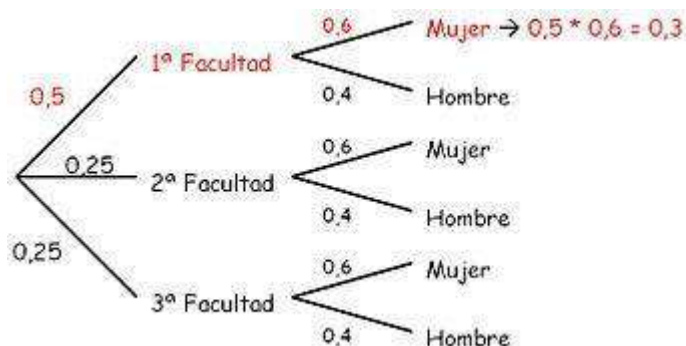 0,6
Mujer → 0,5 * 0,6 = 0,3
1ª Facultad
0,5
0,4
Hombre
0,6
Mujer
0,25
2ª Facultad
0,4
Hombre
0,25
0,6
Mujer
3ª Facultad
0,4
Hombre